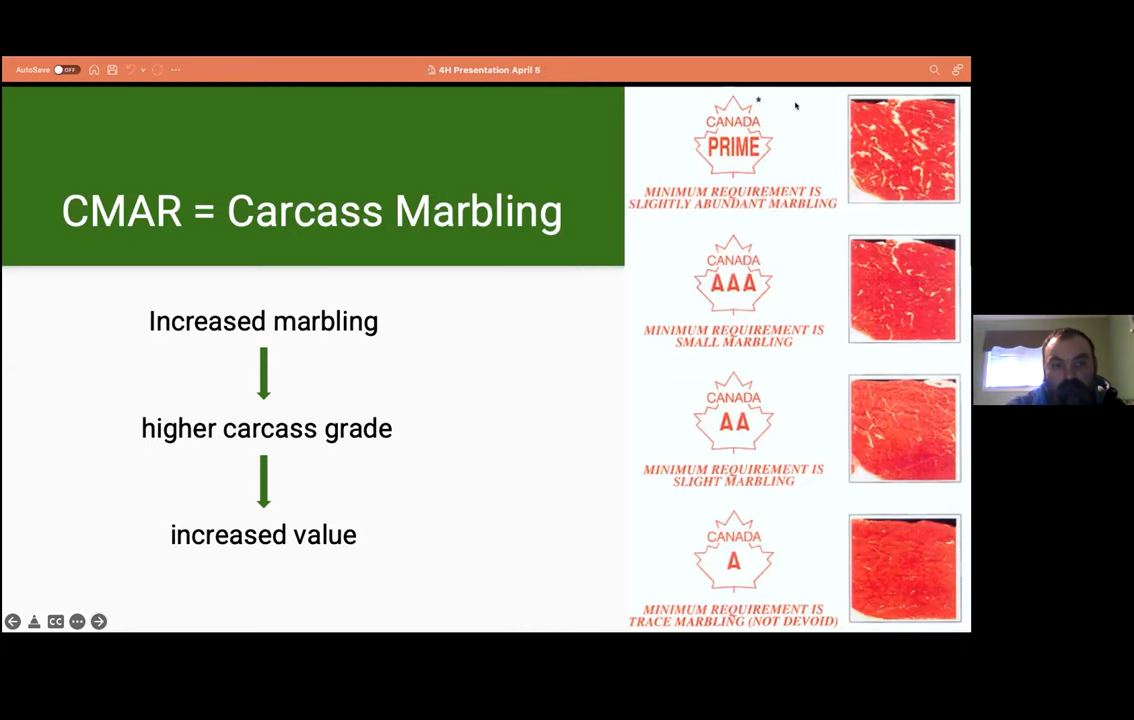 AutoSave OFF
4H Presentation April 5
CMAR = Carcass Marbling
Increased marbling
higher carcass grade
increased value
*
CANADA
PRIME
MINIMUM REQUIREMENT IS
SLIGHTLY ABUNDANT MARBLING
CANADA
AAA
MINIMUM REQUIREMENT IS
SMALL MARBLING
CANADA
AA
MINIMUM REQUIREMENT IS
SLIGHT MARBLING
CANADA
A
MINIMUM REQUIREMENT IS
TRACE MARBLING (NOT DEVOID)
CC